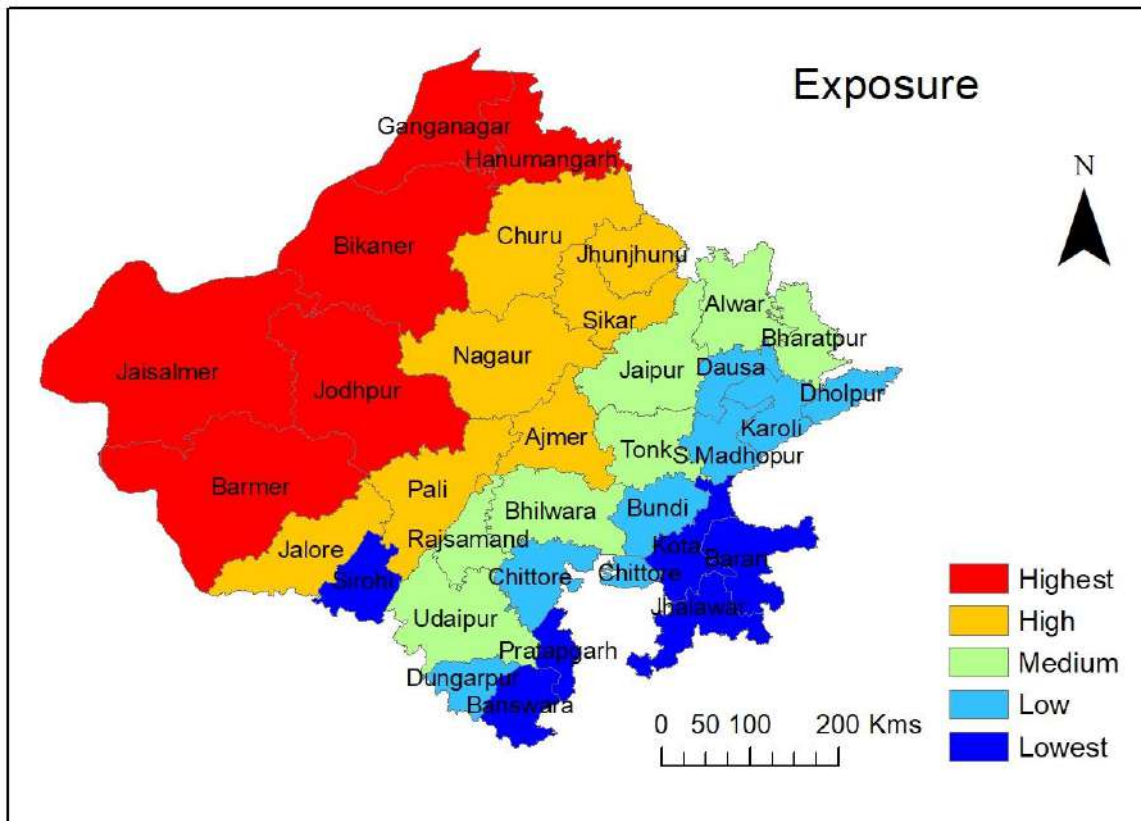 Exposure
N
Ganganagar
Hanumangarh
Bikaner
Churu
Jhunjhunu
Alwar
Sikar
Bharatpur
Nagaur
Jaisalmer
Jodhpur
Jaipur
Dausa
Dholpur
Karoli
Ajmer
Tonk
S.Madhopur
Barmer
Pali
Bhilwara
Bundi
Rajsamand
Jalore
Kota
Baran
Sirohi
Chittore
Chittore
Jhalawar
Udaipur
Pratapgarh
Dungarpur
Banswara
Highest
High
Medium
Low
Lowest
0 50 100 200 Kms